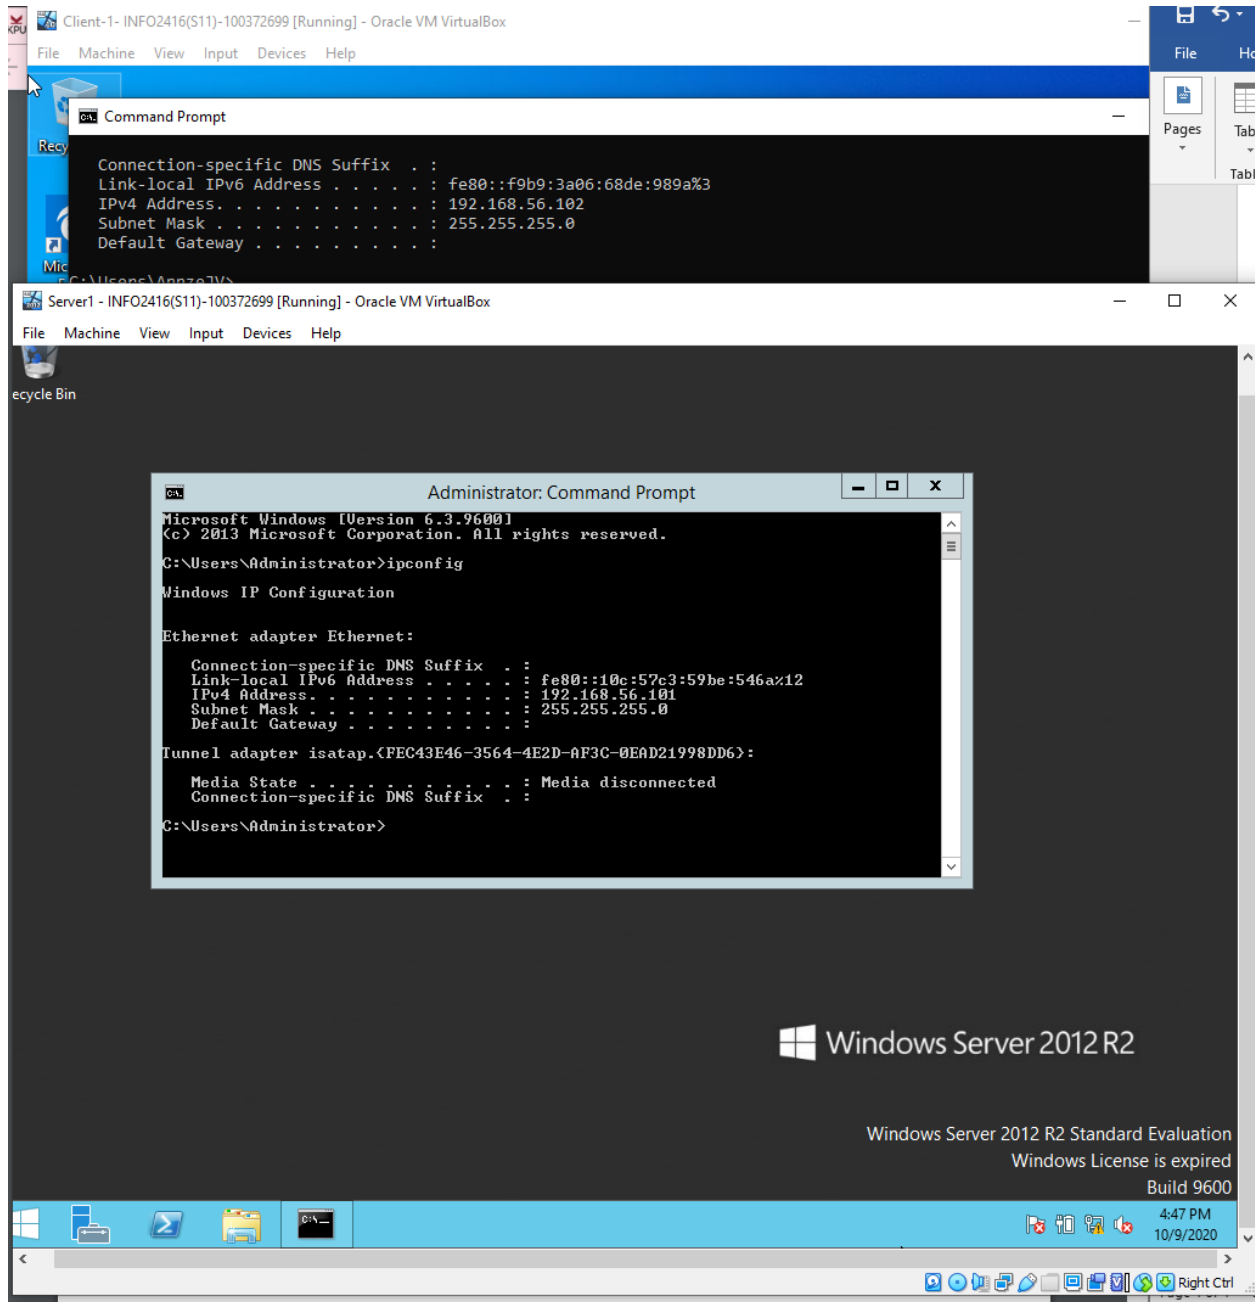 Client-1- INFO2416(S11)-100372699 [Running] - Oracle VM VirtualBox
File Machine View Input Devices Help
Command Prompt
Connection-specific DNS Suffix . :
Link-local IPv6 Address . . . . . : fe80::f9b9:3a06:68de:989a%3
IPv4 Address. . . . . . . . . . . : 192.168.56.102
Subnet Mask . . . . . . . . . . . : 255.255.255.0
Default Gateway . . . . . . . . . :
C:\Users\AnnzeJV>
Recy
Mic
File Ho
Pages
Tab
Tabl
Server1 - INFO2416(S11)-100372699 [Running] - Oracle VM VirtualBox
File Machine View Input Devices Help
ecycle Bin
Administrator: Command Prompt
Microsoft Windows [Version 6.3.9600]
(c) 2013 Microsoft Corporation. All rights reserved.
C:\Users\Administrator>ipconfig
Windows IP Configuration
Ethernet adapter Ethernet:
Connection-specific DNS Suffix . :
Link-local IPv6 Address . . . . . : fe80::10c:57c3:59be:546a%12
IPv4 Address. . . . . . . . . . . : 192.168.56.101
Subnet Mask . . . . . . . . . . . : 255.255.255.0
Default Gateway . . . . . . . . . :
Tunnel adapter isatap.{FEC43E46-3564-4E2D-AF3C-0EAD21998DD6}:
Media State . . . . . . . . . . . : Media disconnected
Connection-specific DNS Suffix . :
C:\Users\Administrator>
Windows Server 2012 R2
Windows Server 2012 R2 Standard Evaluation
Windows License is expired
Build 9600
4:47 PM
10/9/2020
Right Ctrl